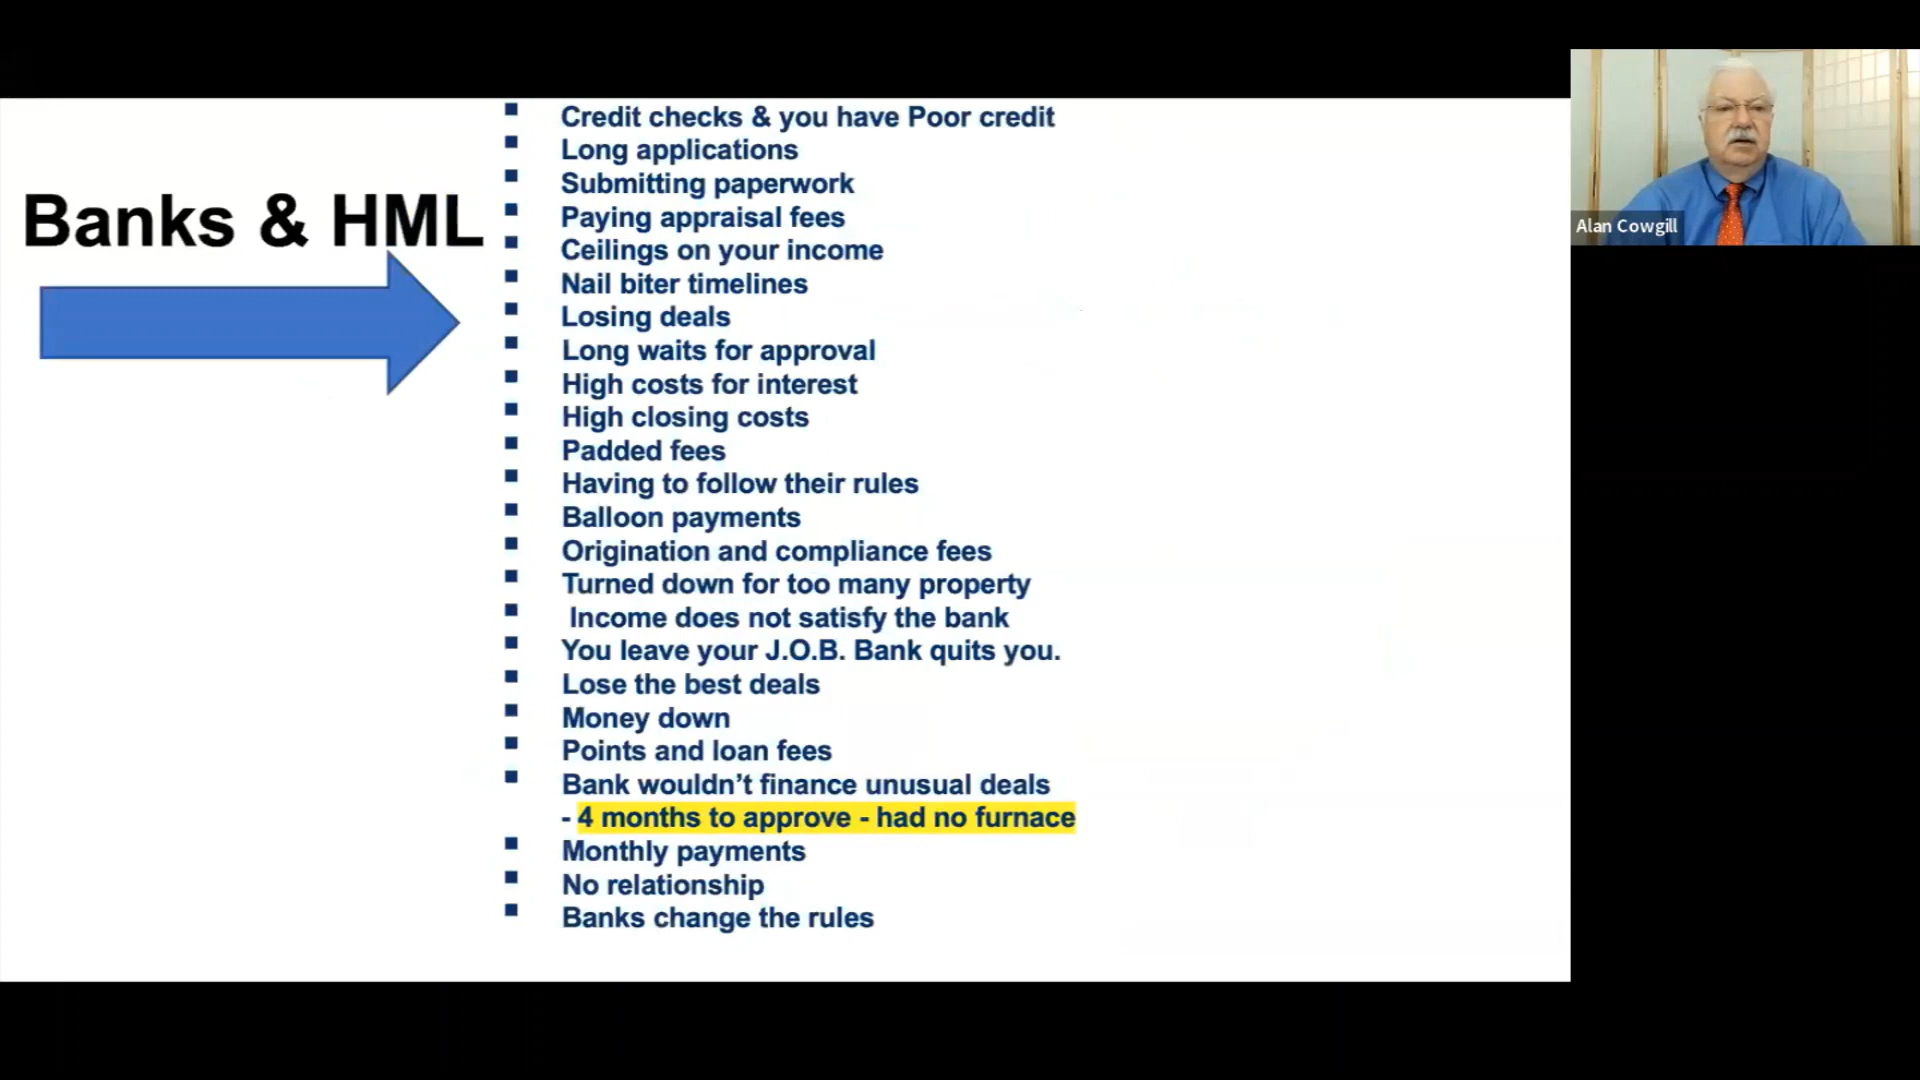 Banks & HML
Credit checks & you have Poor credit
Long applications
Submitting paperwork
Paying appraisal fees
Ceilings on your income
Nail biter timelines
Losing deals
Long waits for approval
High costs for interest
High closing costs
Padded fees
Having to follow their rules
Balloon payments
Origination and compliance fees
Turned down for too many property
Income does not satisfy the bank
You leave your J.O.B. Bank quits you.
Lose the best deals
Money down
Points and loan fees
Bank wouldn’t finance unusual deals
- 4 months to approve - had no furnace
Monthly payments
No relationship
Banks change the rules
Alan Cowgill